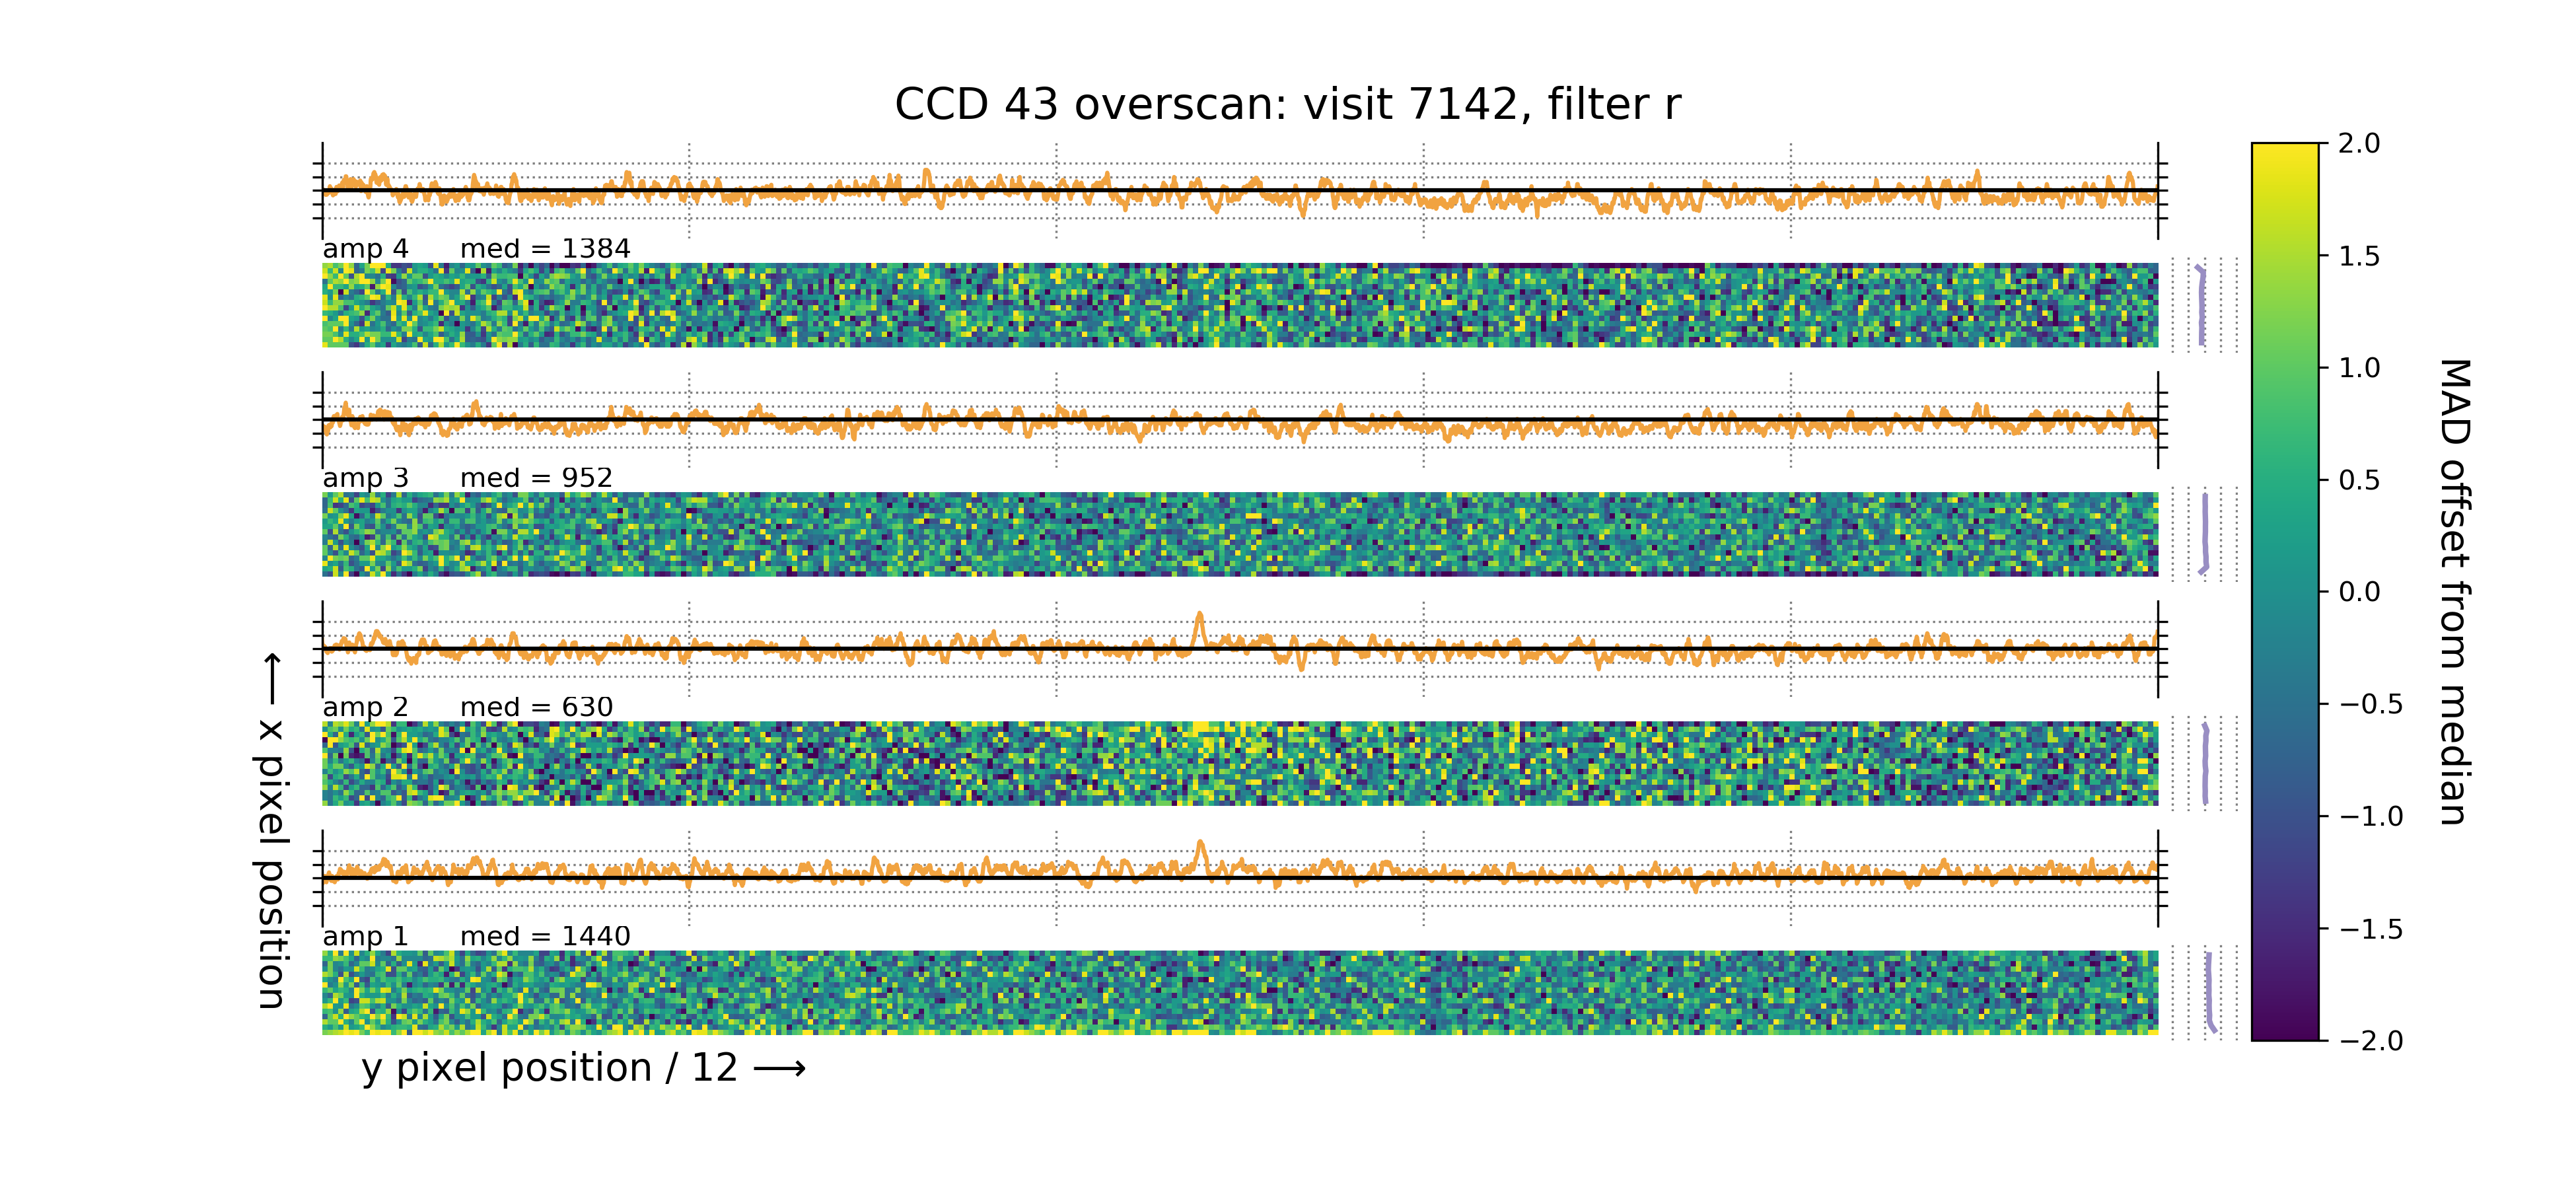 CCD 43 overscan: visit 7142, filter r
amp 4 med = 1384
amp 3 med = 952
amp 2 med = 630
amp 1 med = 1440
⟵ x pixel position
y pixel position / 12 ⟶
2.0
1.5
1.0
0.5
0.0
−0.5
−1.0
−1.5
−2.0
MAD offset from median